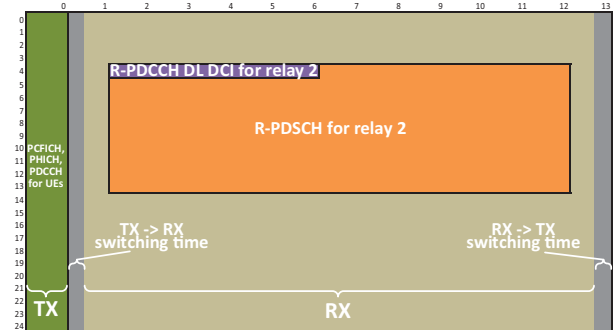 0 1 2 3 4 5 6 7 8 9 10 11 12 13
0
1
2
3
4
5
6
7
8
9
10
11
12
13
14
15
16
17
18
19
20
21
22
23
24
R-PDCCH DL DCI for relay 2
R-PDSCH for relay 2
PCFICH,
PHICH,
PDCCH
for UEs
TX -> RX
switching time
RX -> TX
switching time
TX
RX